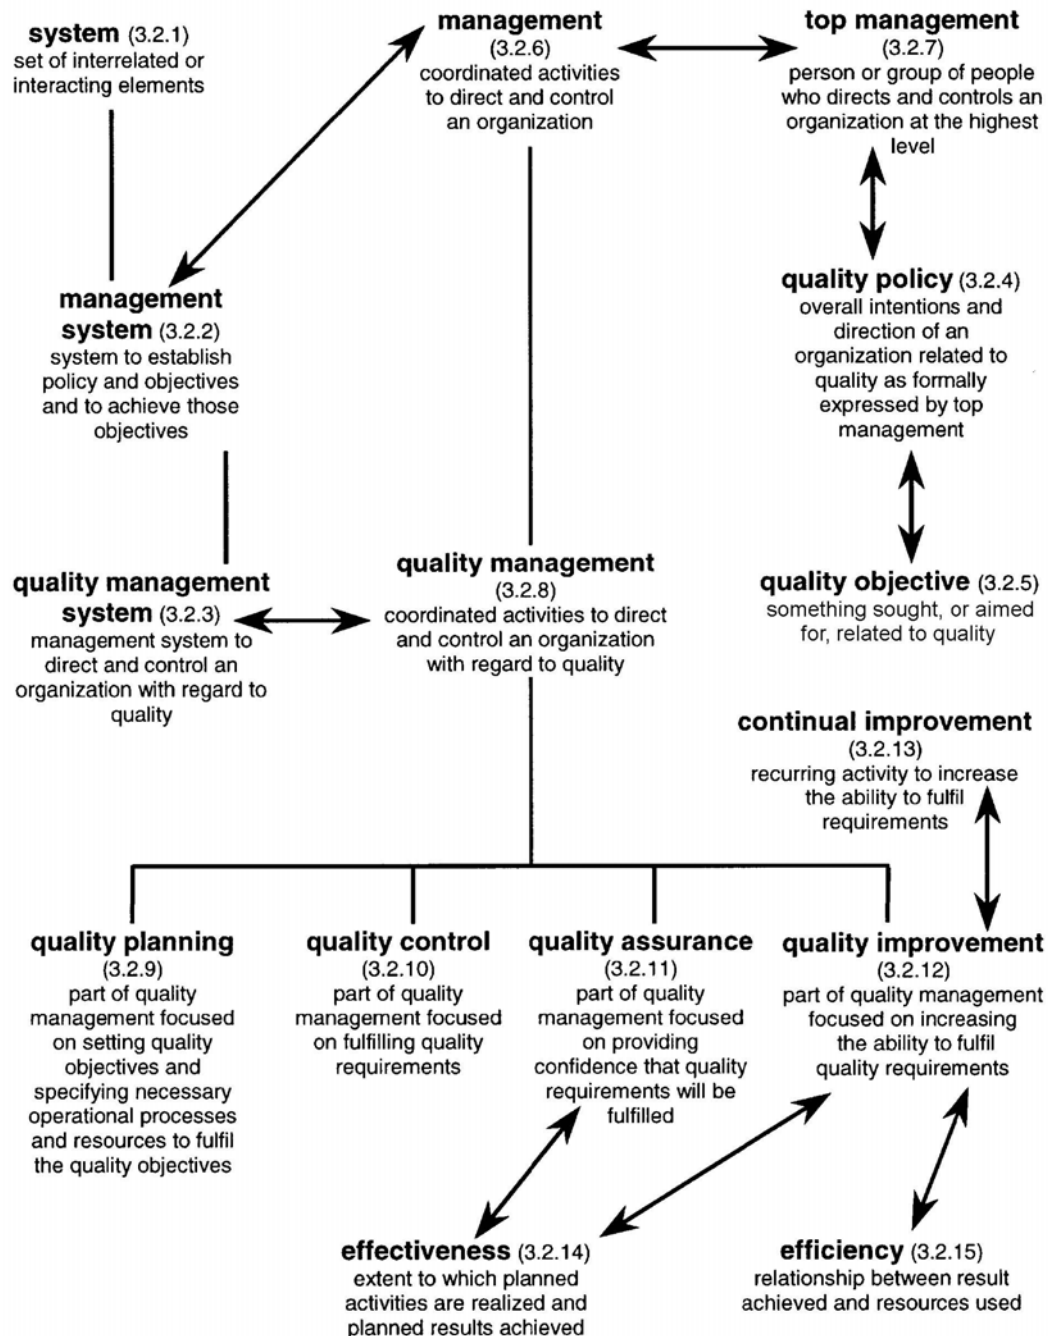 system (3.2.1)
set of interrelated or
interacting elements
management
(3.2.6)
coordinated activities
to direct and control
an organization
top management
(3.2.7)
person or group of people
who directs and controls an
organization at the highest
level
management
system (3.2.2)
system to establish
policy and objectives
and to achieve those
objectives
quality policy (3.2.4)
overall intentions and
direction of an
organization related to
quality as formally
expressed by top
management
quality management
system (3.2.3)
management system to
direct and control an
organization with regard to
quality
quality management
(3.2.8)
coordinated activities to direct
and control an organization
with regard to quality
quality objective (3.2.5)
something sought, or aimed
for, related to quality
continual improvement
(3.2.13)
recurring activity to increase
the ability to fulfil
requirements
quality planning
(3.2.9)
part of quality
management focused
on setting quality
objectives and
specifying necessary
operational processes
and resources to fulfil
the quality objectives
quality control
(3.2.10)
part of quality
management focused
on fulfilling quality
requirements
quality assurance
(3.2.11)
part of quality
management focused
on providing
confidence that quality
requirements will be
fulfilled
quality improvement
(3.2.12)
part of quality management
focused on increasing
the ability to fulfil
quality requirements
effectiveness (3.2.14)
extent to which planned
activities are realized and
planned results achieved
efficiency (3.2.15)
relationship between result
achieved and resources used